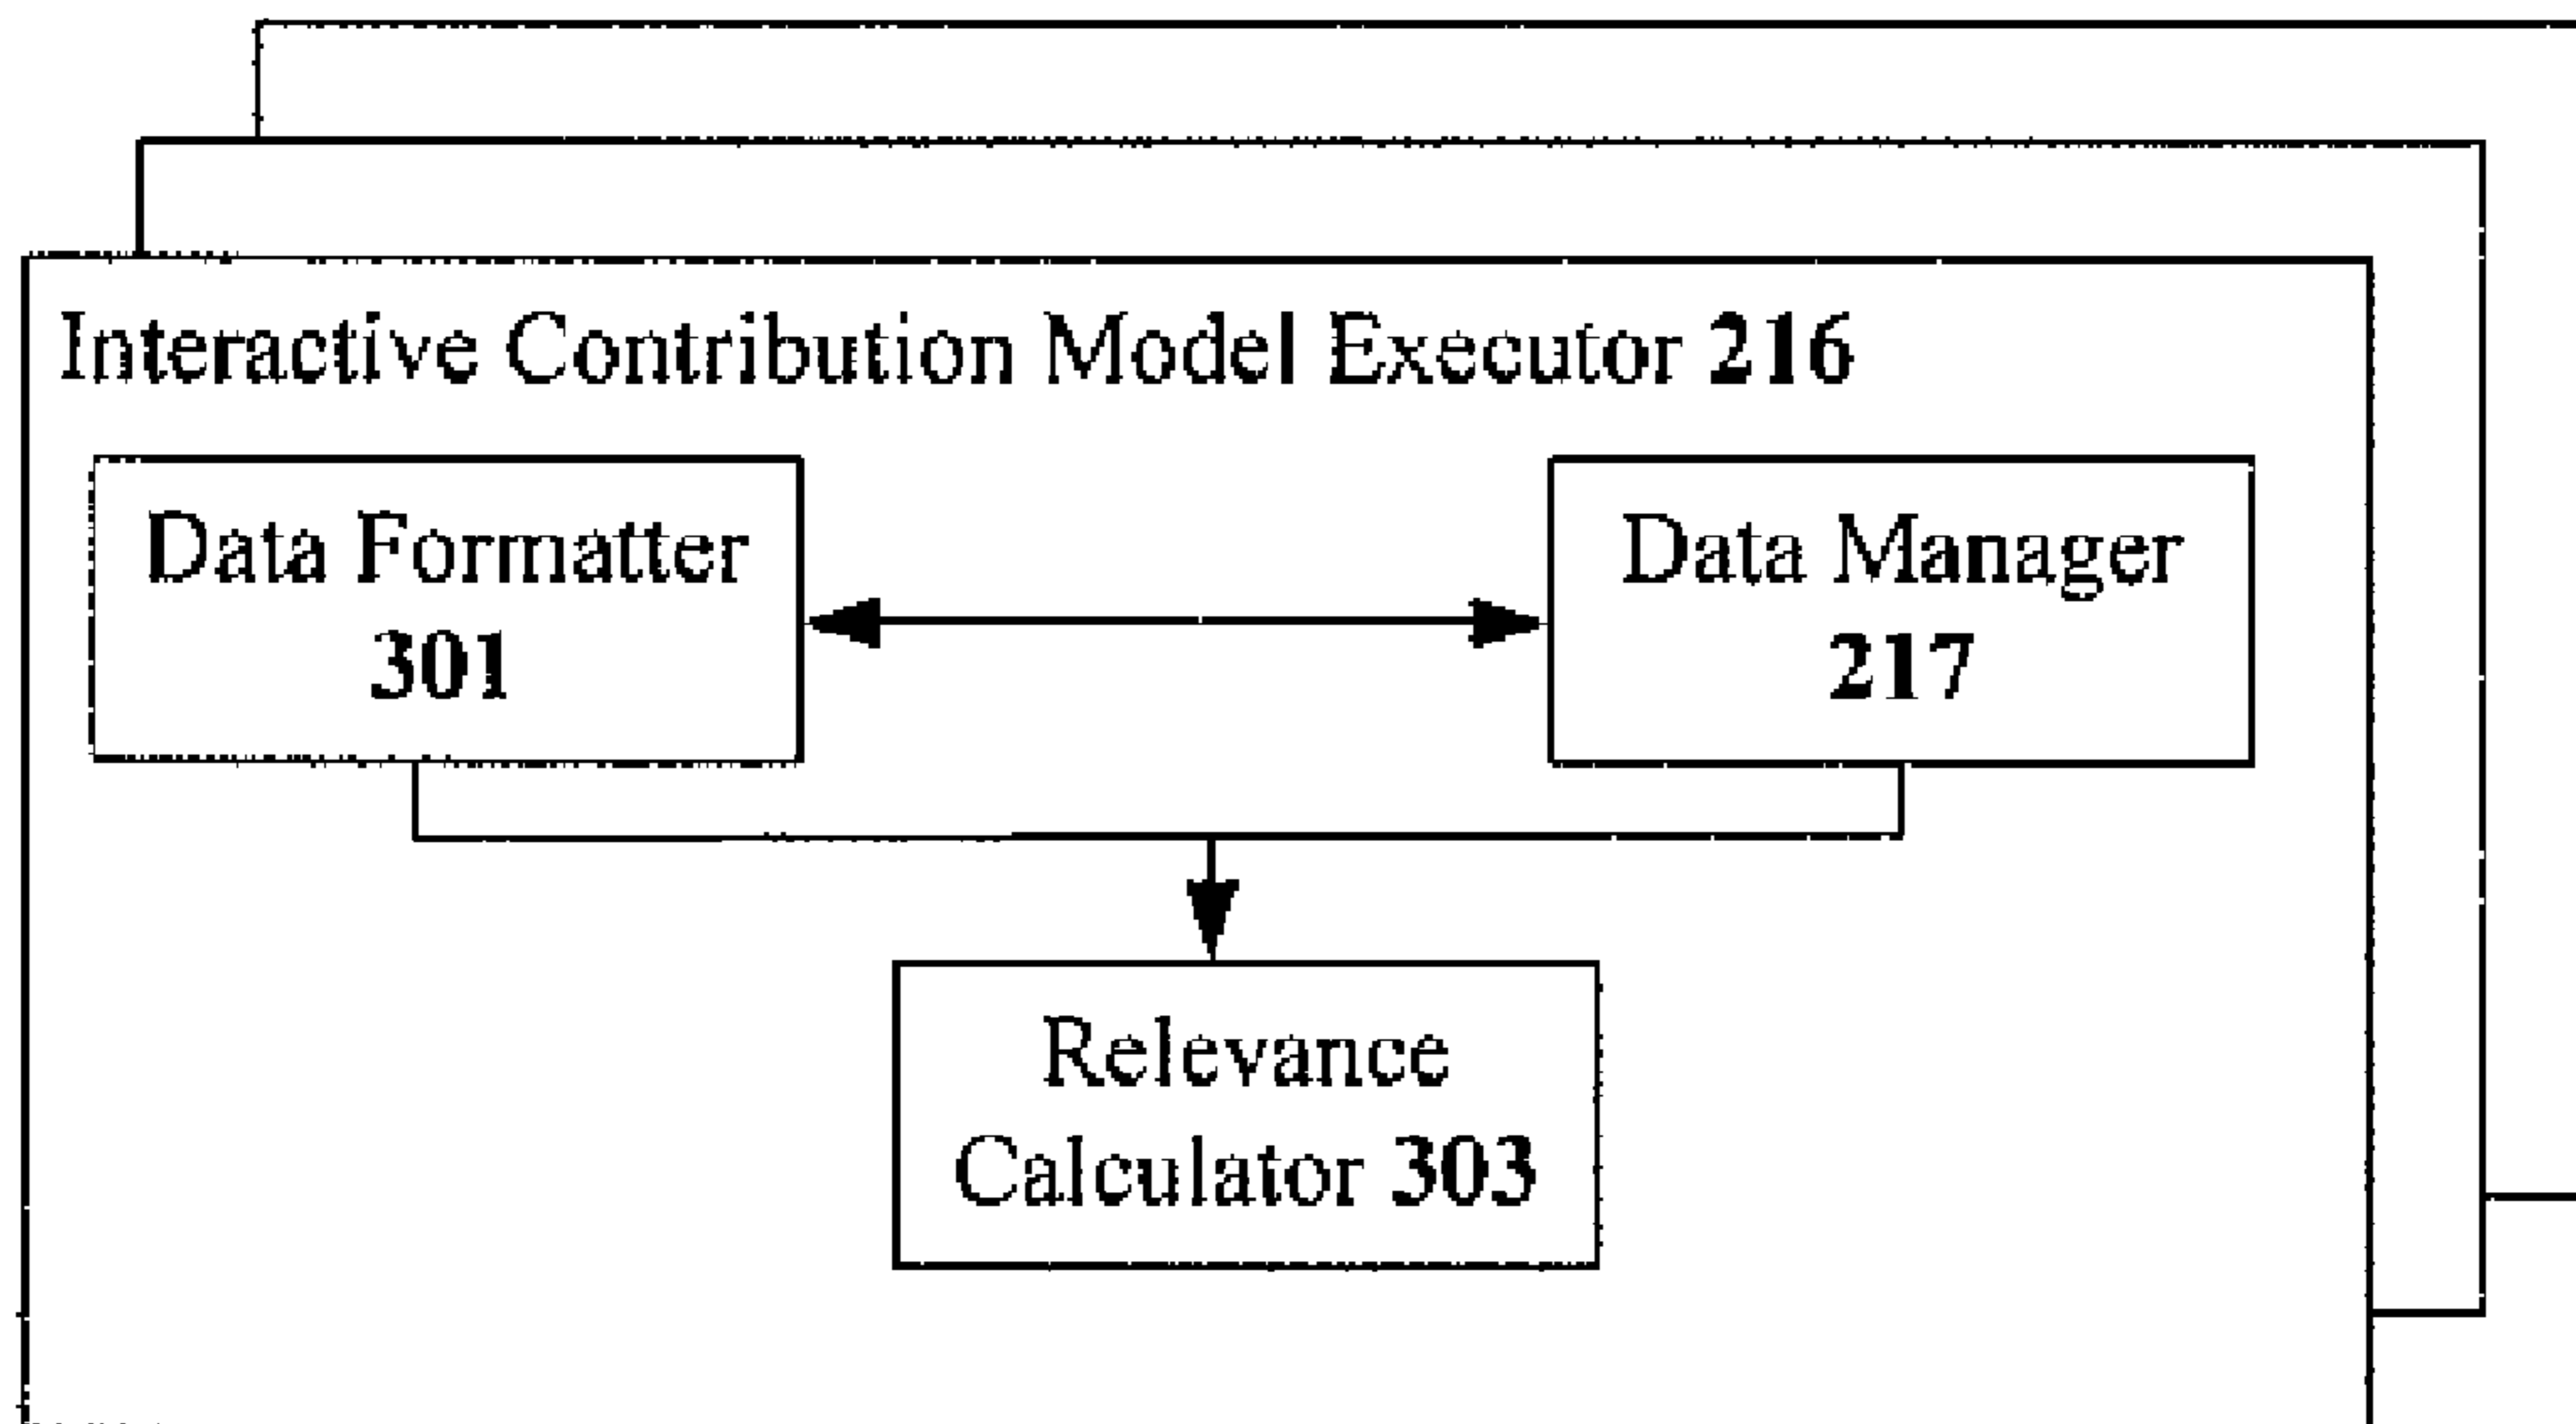 Interactive Contribution Model Executor 216
Data Formatter
301
Data Manager
217
Relevance
Calculator 303